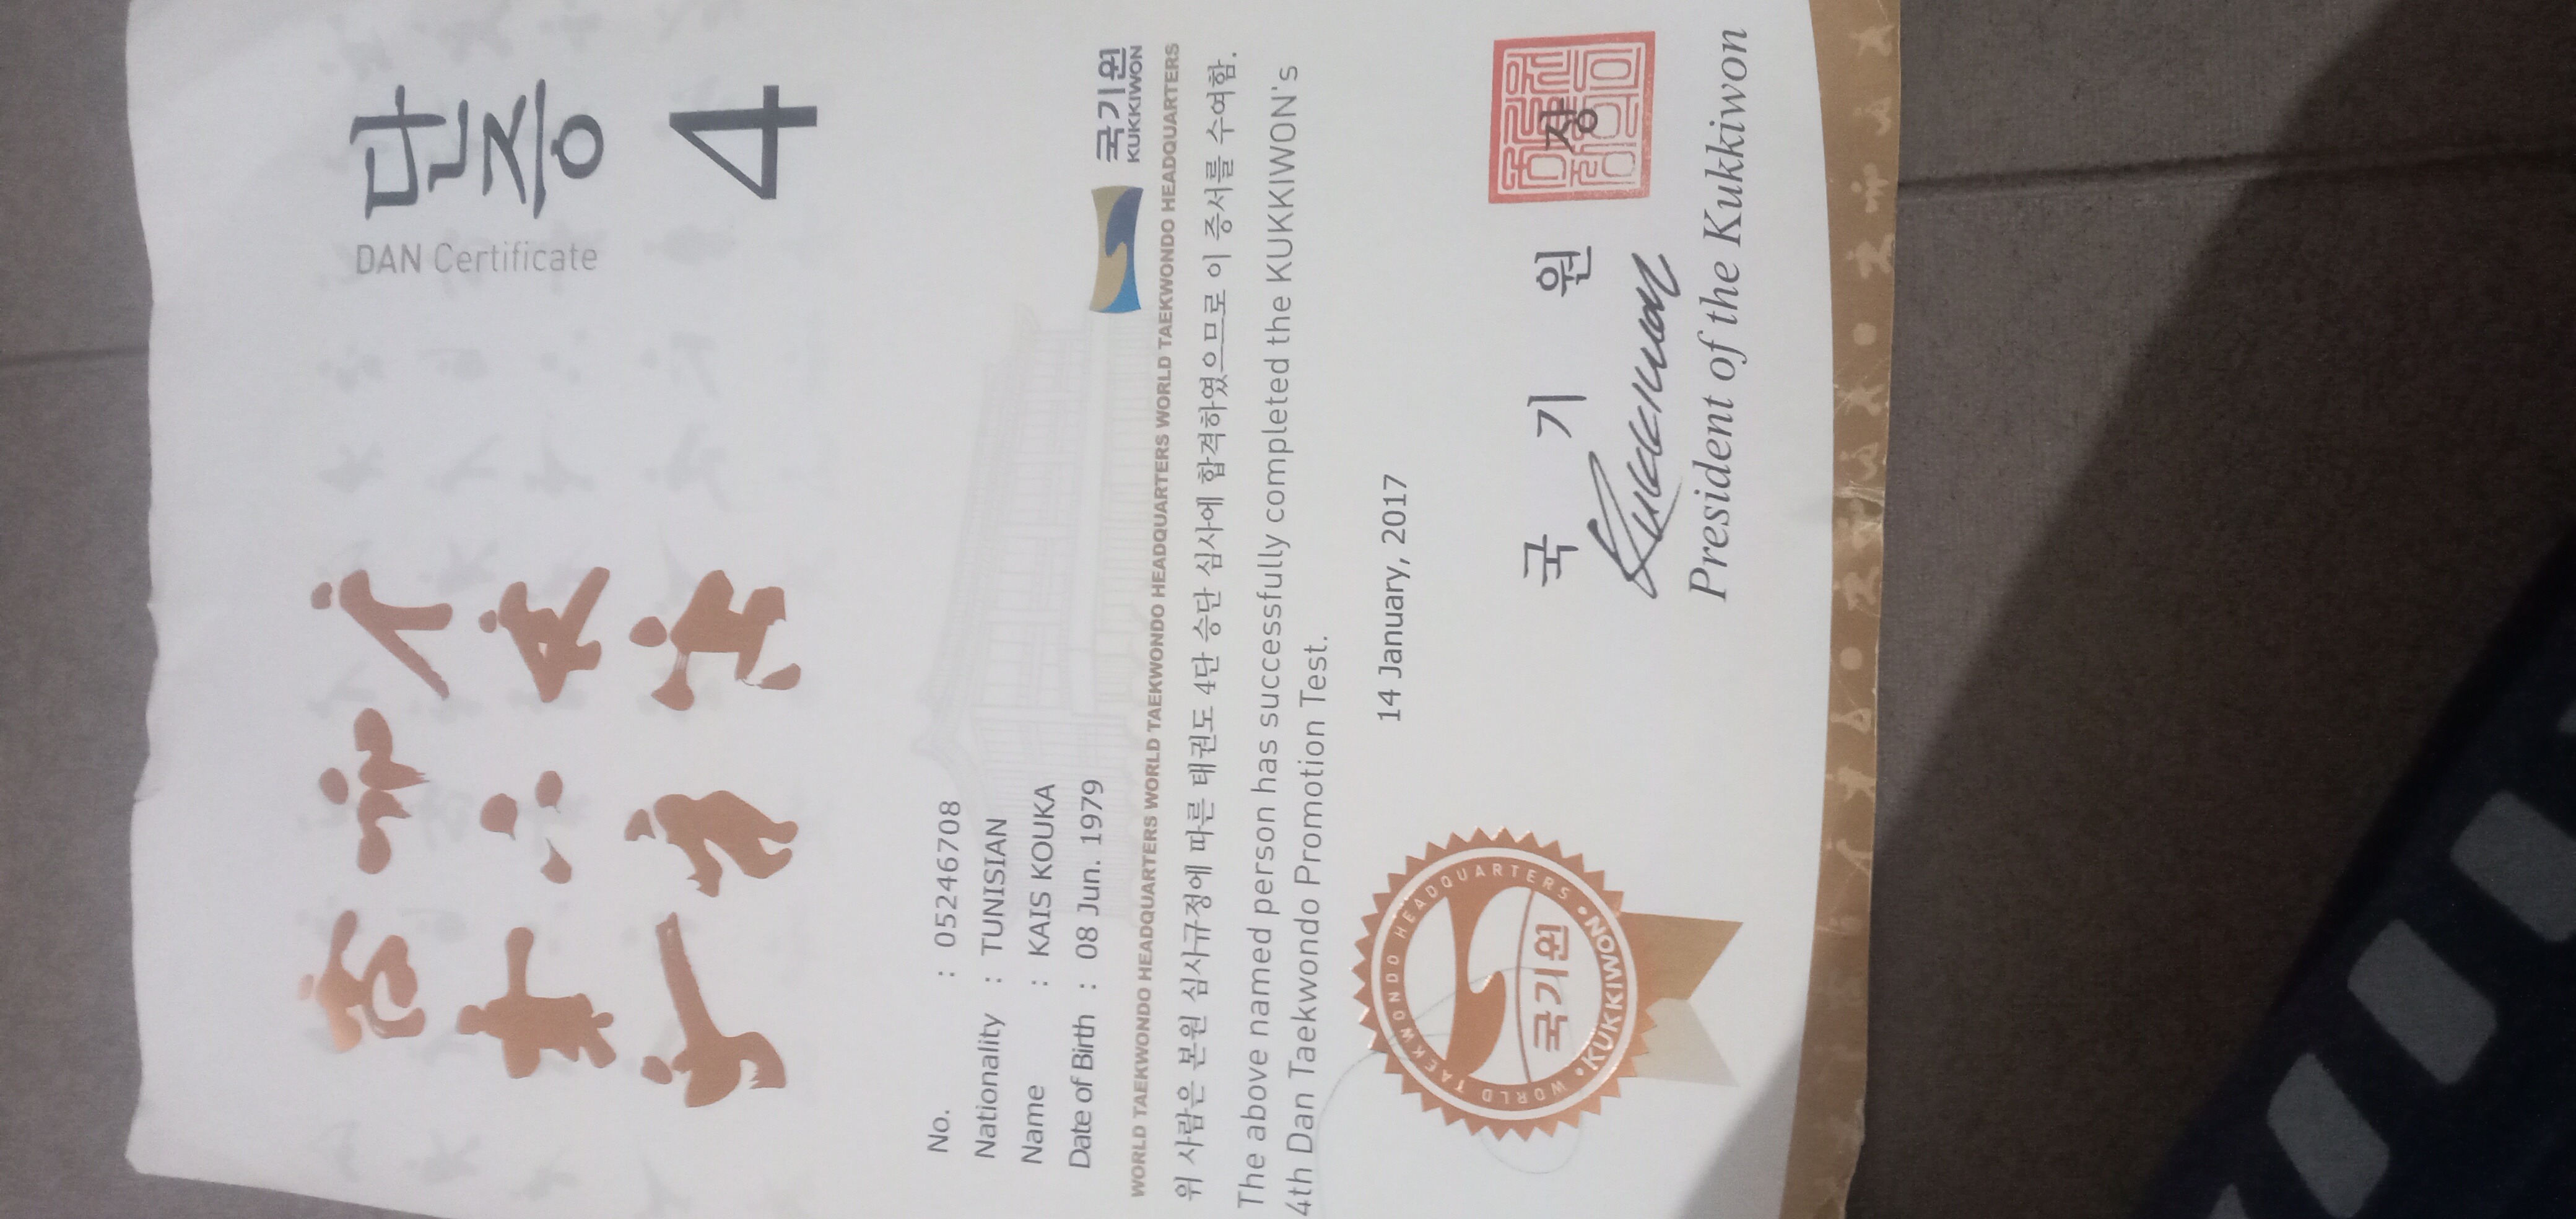 단증
DAN Certificate
4
No. : 05246708
Nationality : TUNISIAN
Name : KAIS KOUKA
Date of Birth : 08 Jun. 1979
국기원
KUKKIWON
WORLD TAEKWONDO HEADQUARTERS WORLD TAEKWONDO HEADQUARTERS WORLD TAEKWONDO HEADQUARTERS WORLD TAEKWONDO HEADQUARTERS
위 사람은 본원 심사규정에 따른 태권도 4단 승단 심사에 합격하였으므로 이 증서를 수여함.
The above named person has successfully completed the KUKKIWON's
4th Dan Taekwondo Promotion Test.
14 January, 2017
국 기 원 장
Kukkiwon
President of the Kukkiwon
WORLD TAEKWONDO HEADQUARTERS
국기원
•KUKKIWON•